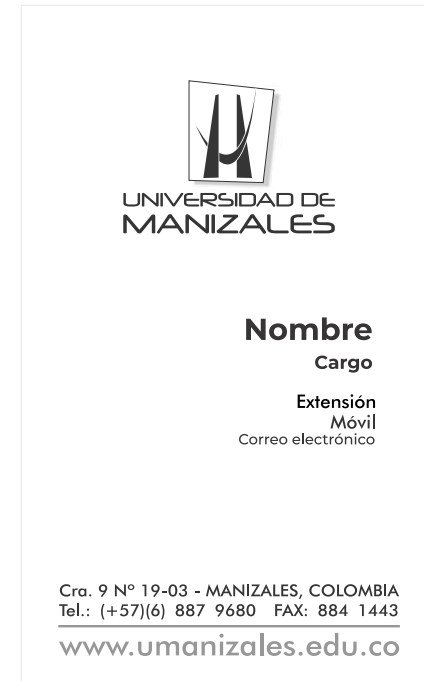 UNIVERSIDAD DE
MANIZALES
Nombre
Cargo
Extensión
Móvil
Correo electrónico
Cra. 9 Nº 19-03 - MANIZALES, COLOMBIA
Tel.: (+57)(6) 887 9680 FAX: 884 1443
www.umanizales.edu.co